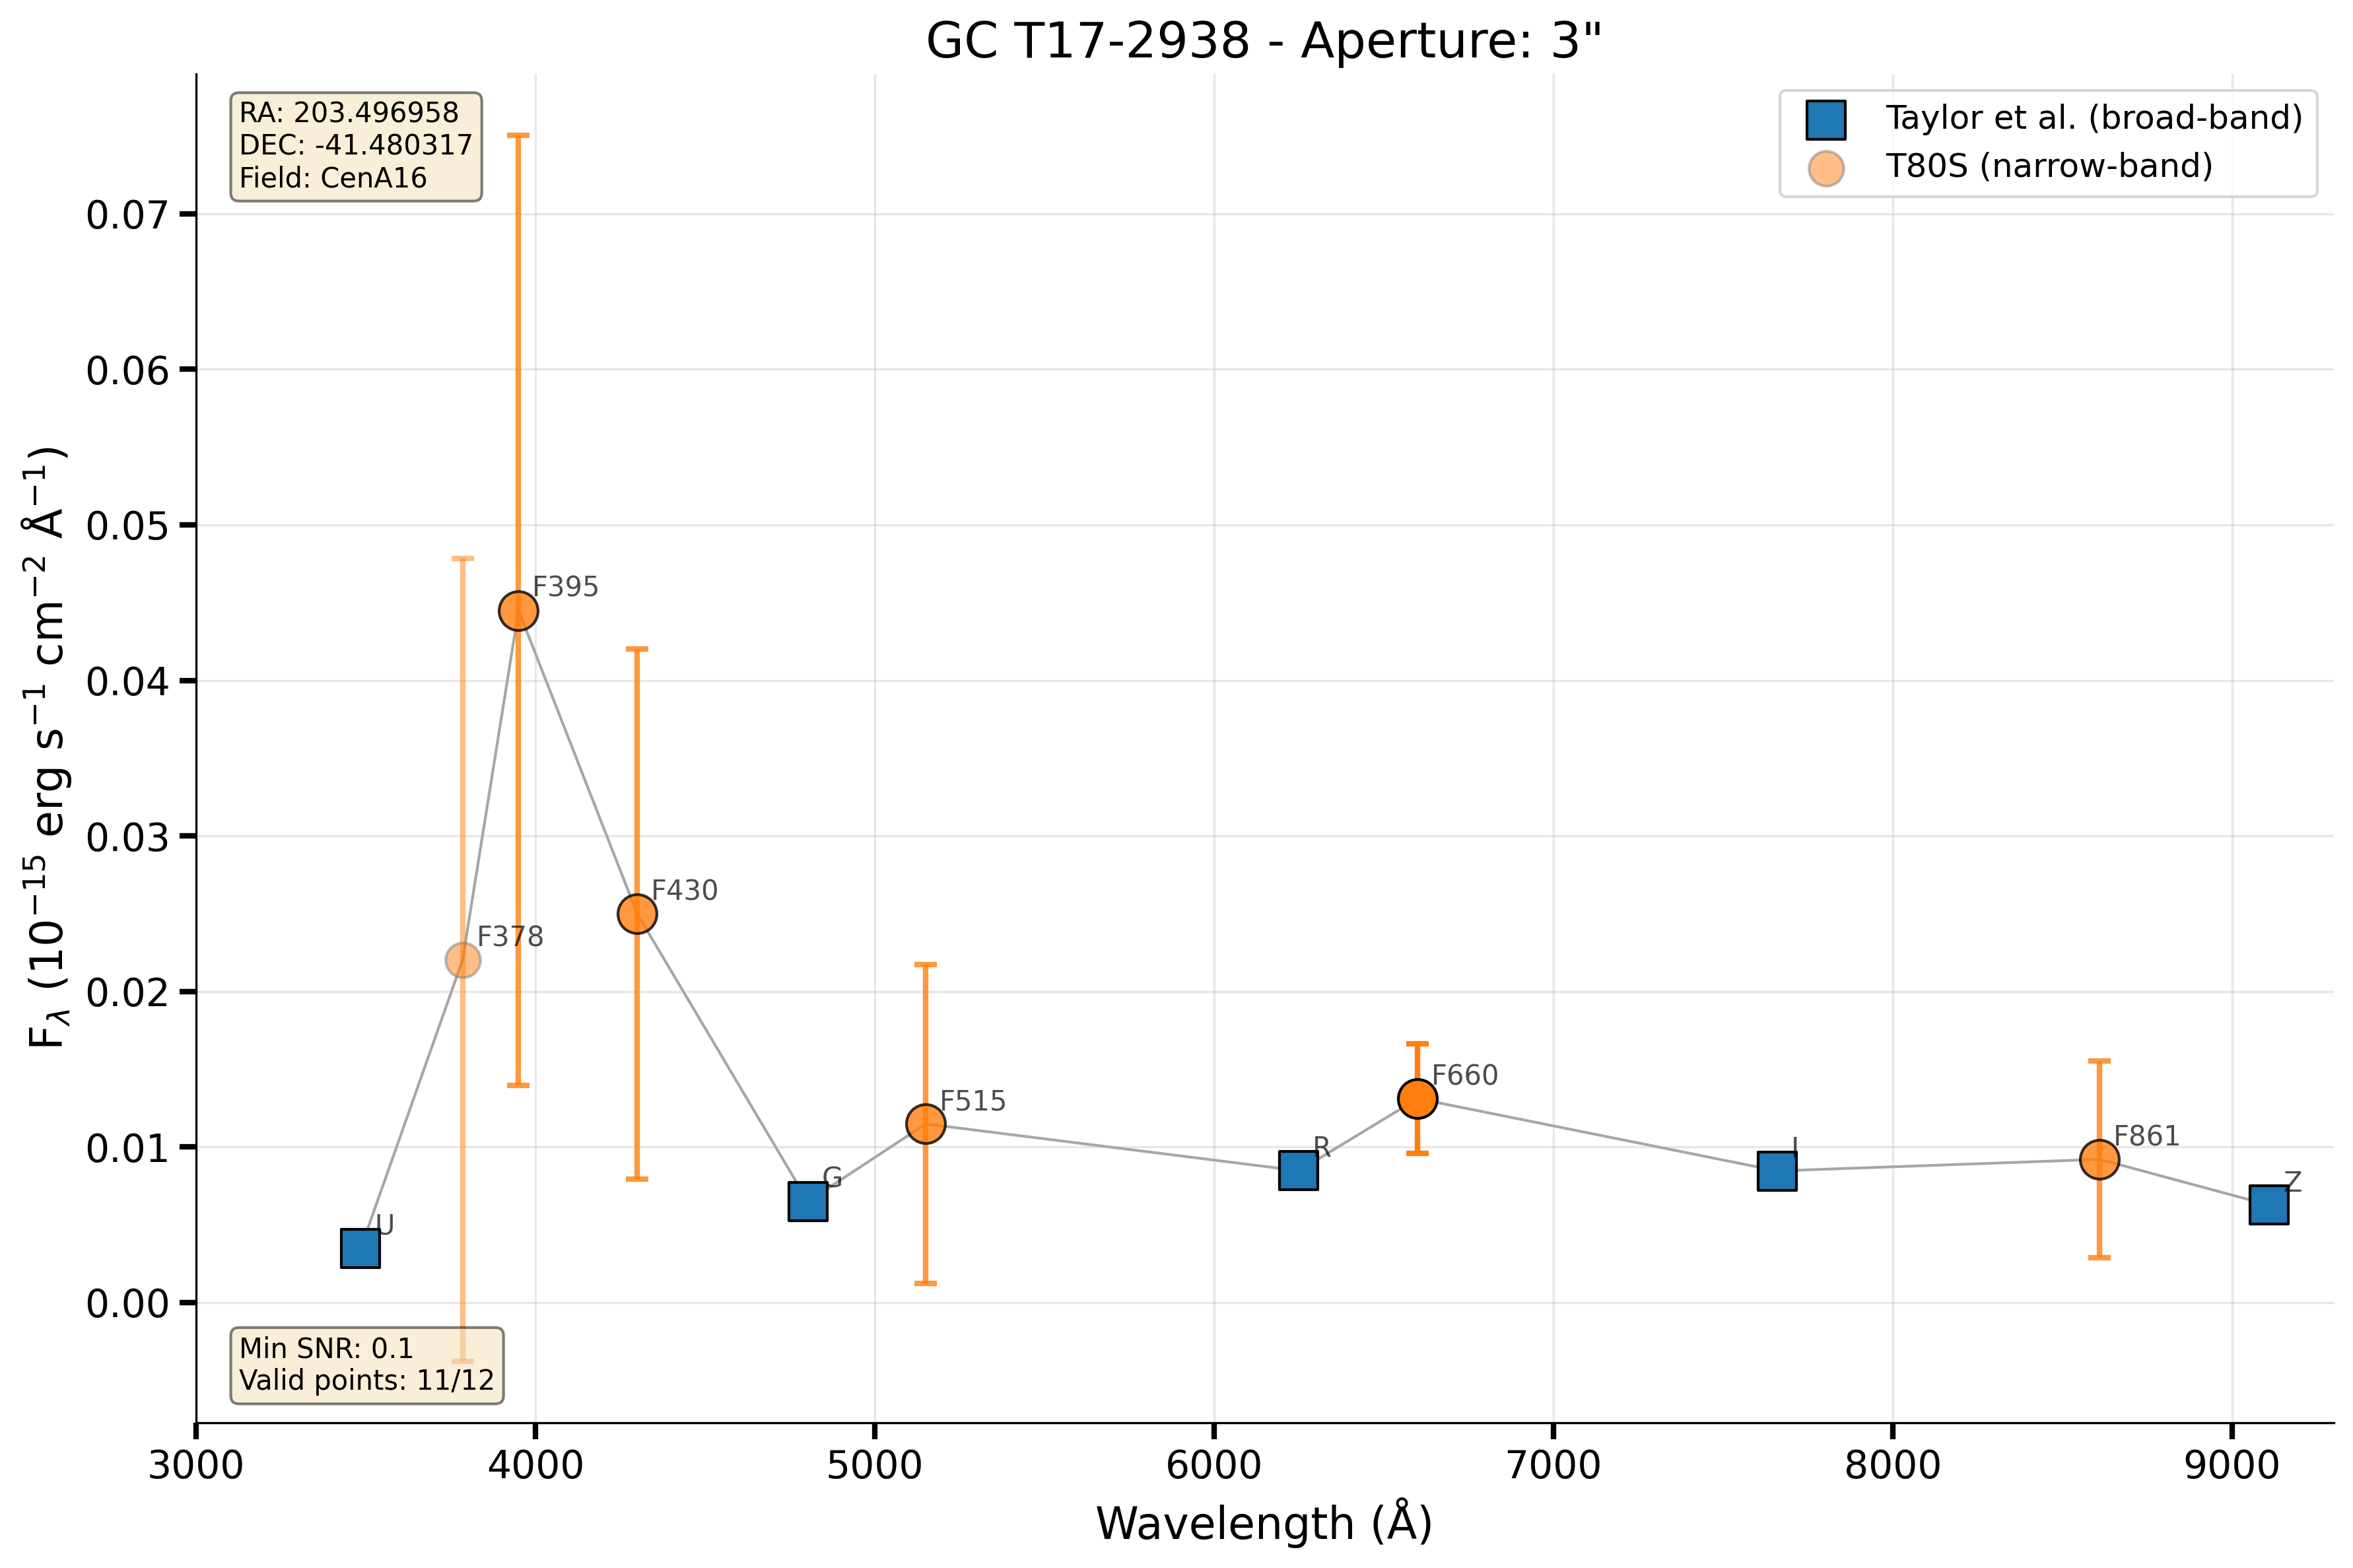 GC T17-2938 - Aperture: 3"
RA: 203.496958
DEC: -41.480317
Field: CenA16
Taylor et al. (broad-band)
T80S (narrow-band)
0.07
0.06
0.05
0.04
0.03
0.02
0.01
0.00
F_λ (10⁻¹⁵ erg s⁻¹ cm⁻² Å⁻¹)
F395
F430
F378
F515
F660
R
I
F861
G
Z
U
Min SNR: 0.1
Valid points: 11/12
3000 4000 5000 6000 7000 8000 9000
Wavelength (Å)